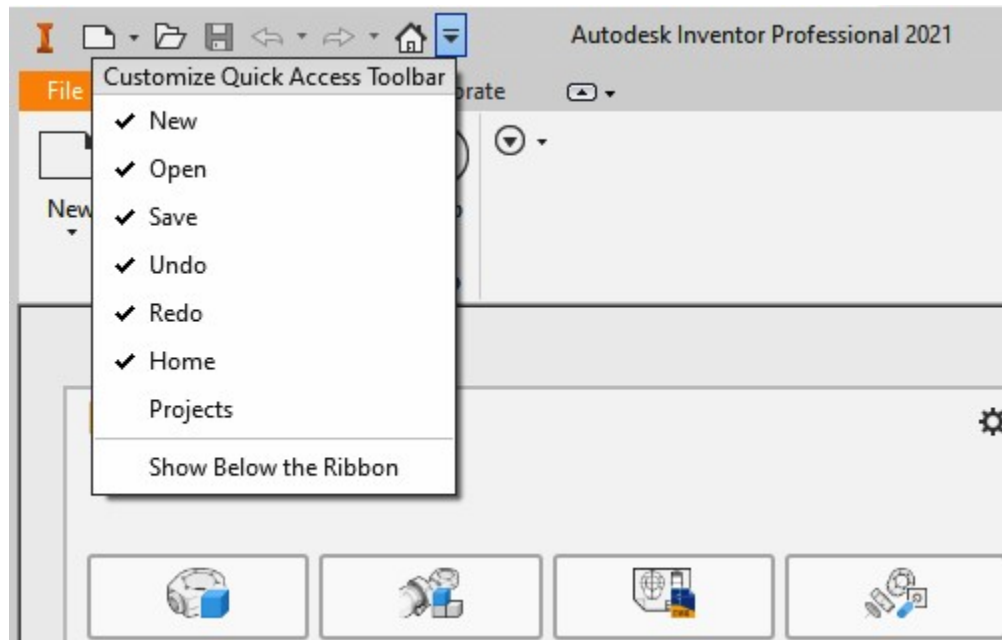 Autodesk Inventor Professional 2021
File
Customize Quick Access Toolbar
orate
New
New
Open
Save
Undo
Redo
Home
Projects
Show Below the Ribbon